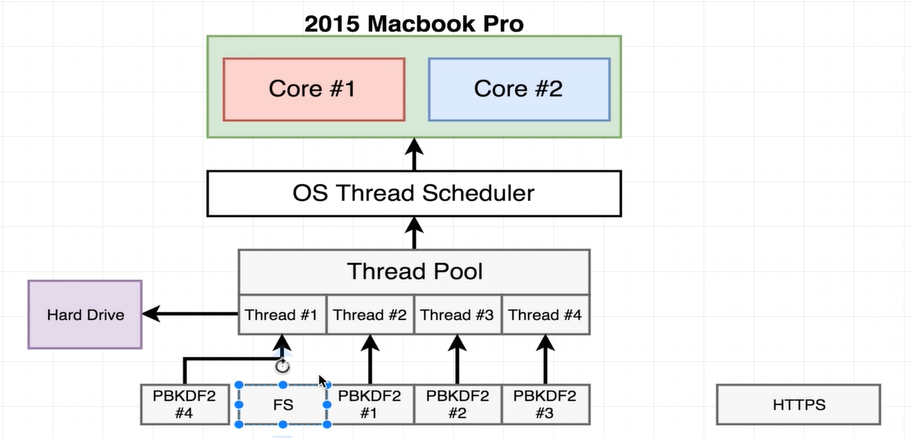 2015 Macbook Pro
Core #1
Core #2
OS Thread Scheduler
Thread Pool
Hard Drive
Thread #1
Thread #2
Thread #3
Thread #4
PBKDF2
#4
FS
PBKDF2
#1
PBKDF2
#2
PBKDF2
#3
HTTPS